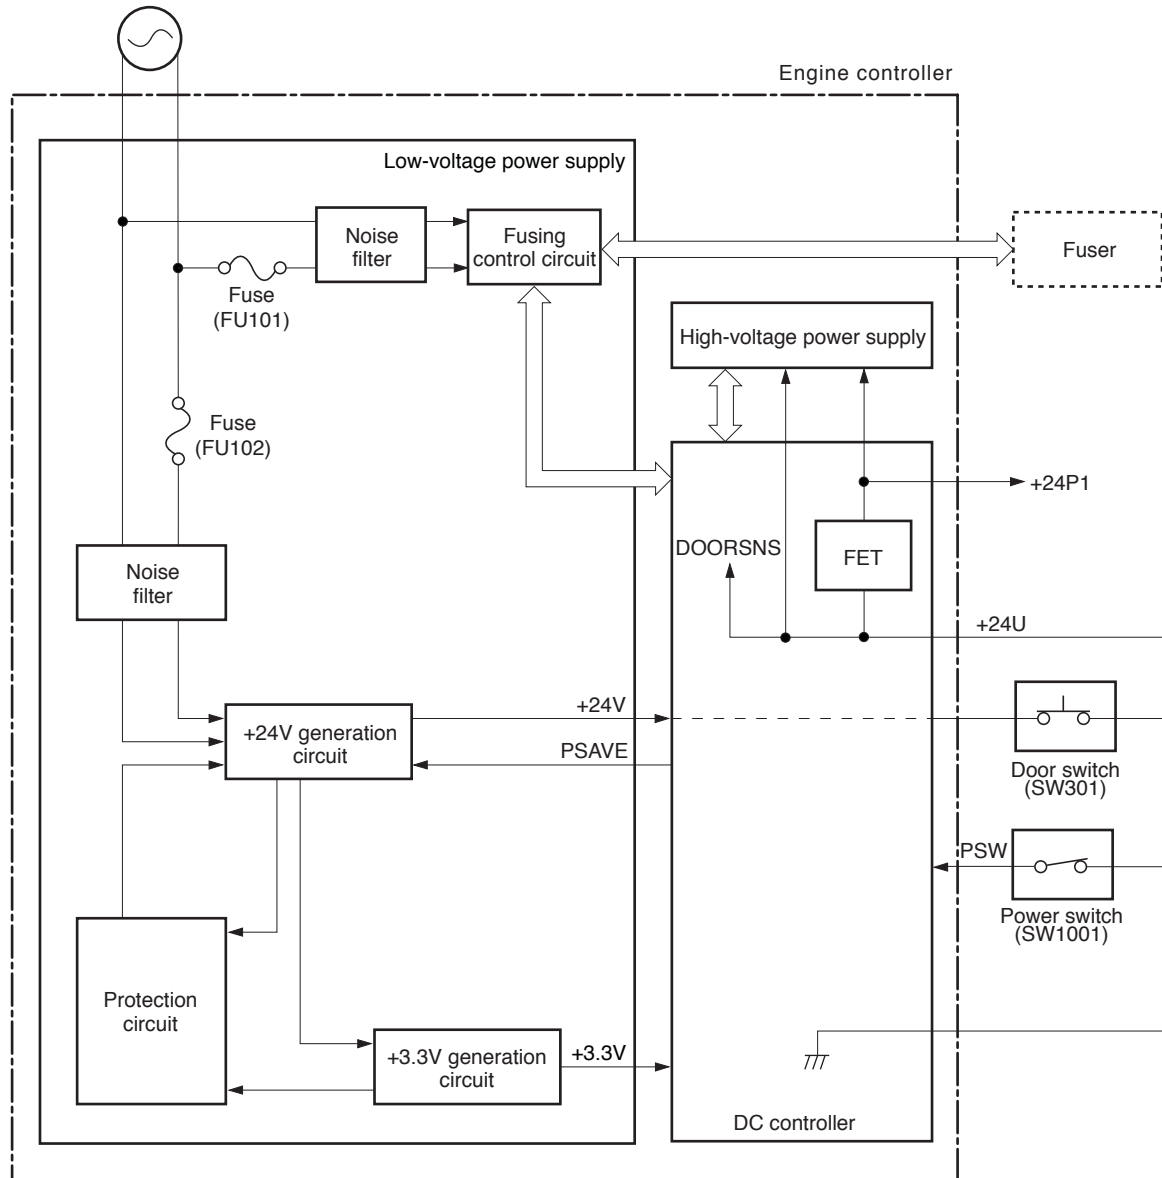 Engine controller
Low-voltage power supply
Noise
filter
Fusing
control circuit
Fuser
Fuse
(FU101)
High-voltage power supply
Fuse
(FU102)
+24P1
DOORSNS
FET
Noise
filter
+24U
+24V
+24V generation
circuit
PSAVE
Door switch
(SW301)
PSW
Power switch
(SW1001)
Protection
circuit
+3.3V generation
circuit
+3.3V
DC controller